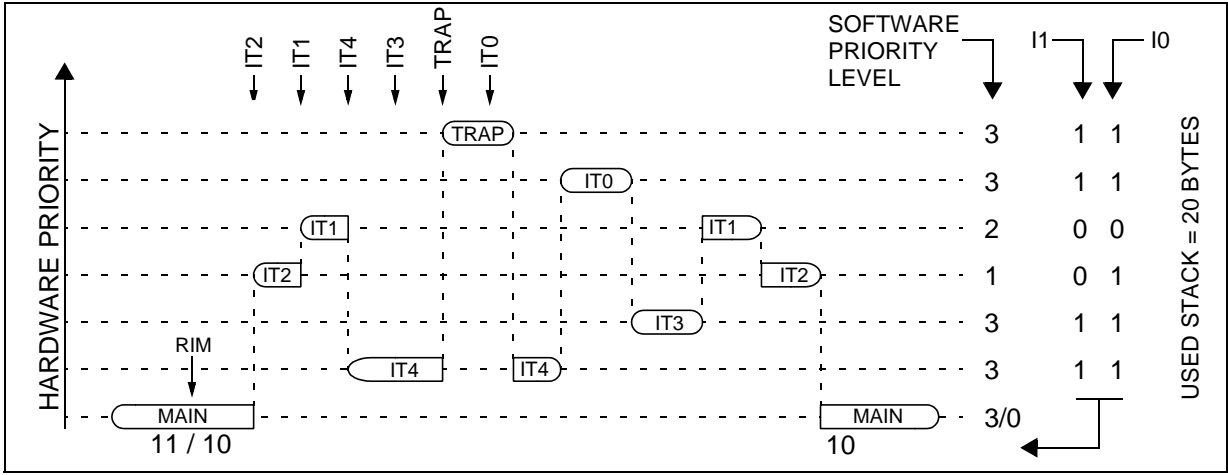 SOFTWARE
PRIORITY
LEVEL
I1
I0
IT2
IT1
IT4
IT3
TRAP
IT0
HARDWARE PRIORITY
USED STACK = 20 BYTES
TRAP
3
1 1
IT0
3
1 1
IT1
IT1
2
0 0
IT2
IT2
1
0 1
IT3
3
1 1
RIM
IT4
IT4
3
1 1
MAIN
MAIN
3/0
11 / 10
10